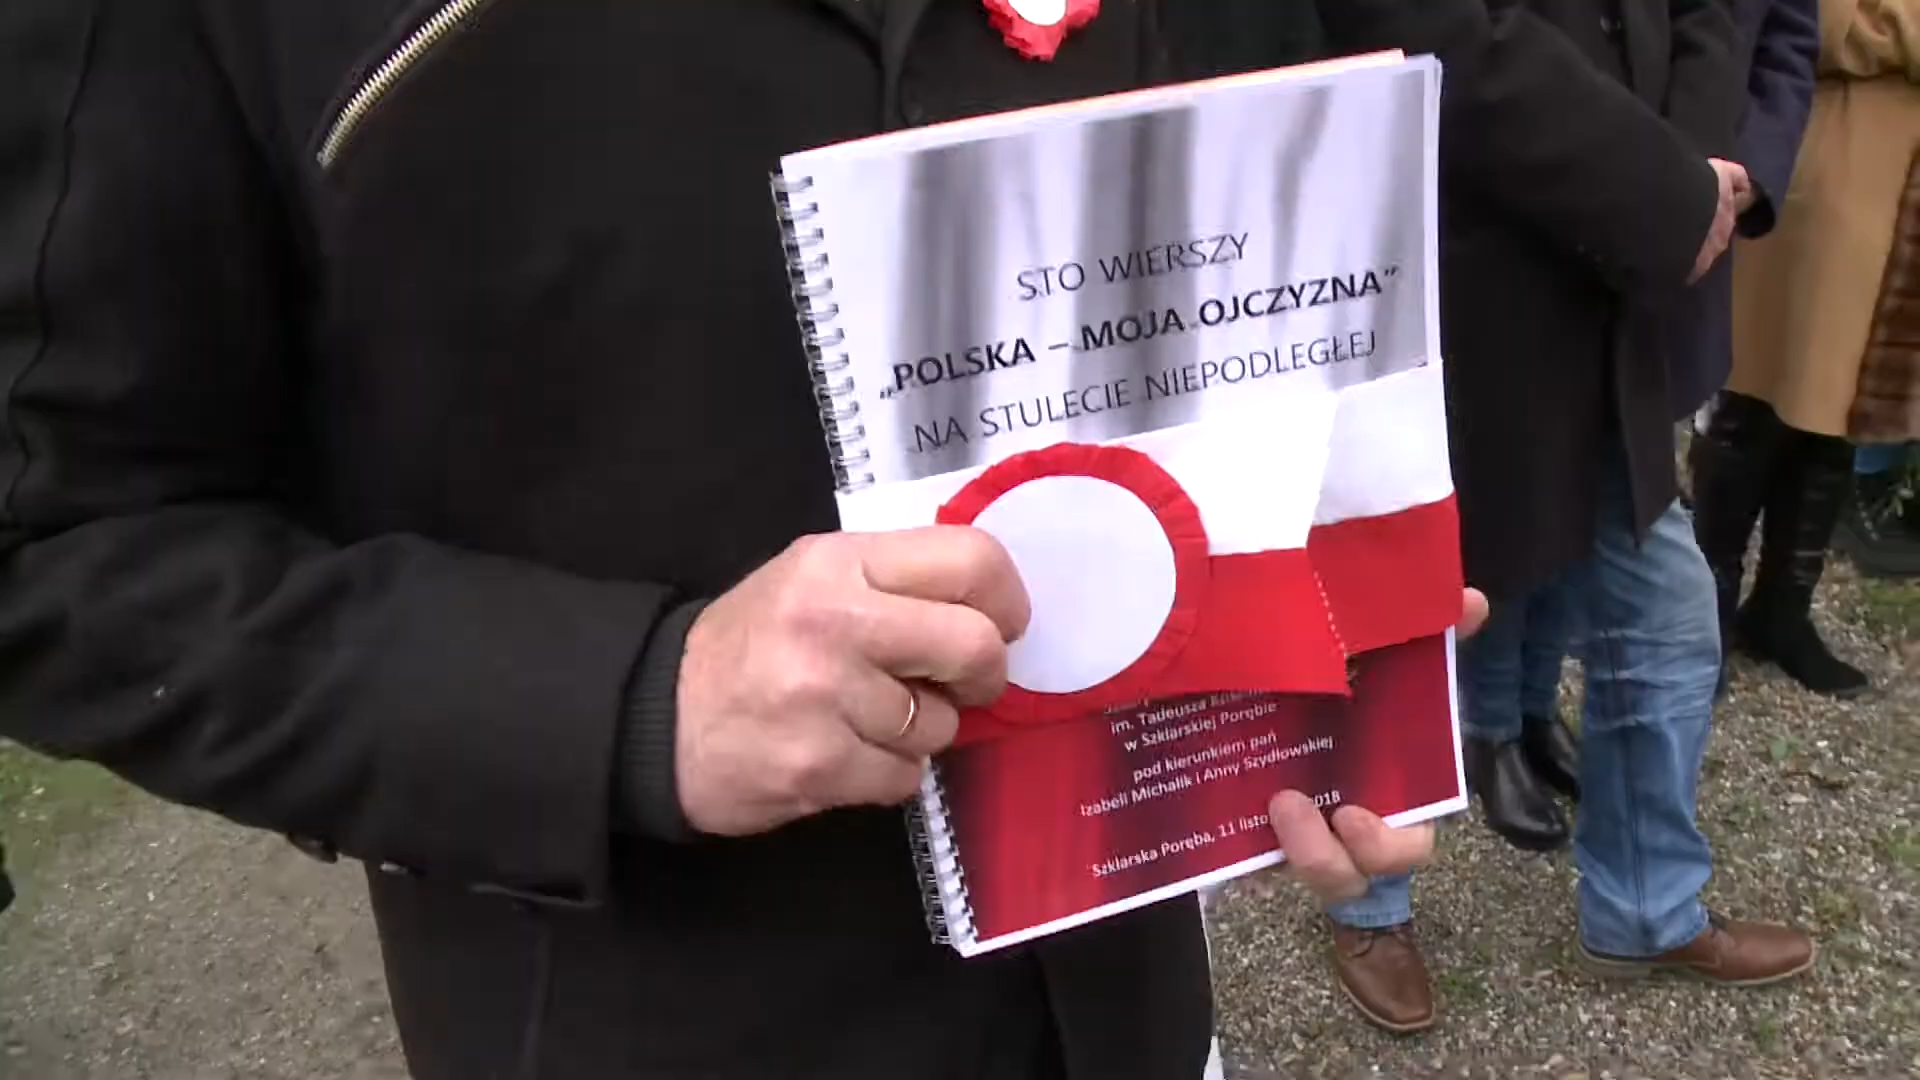 STO WIERSZY
„POLSKA – MOJA OJCZYZNA”
NA STULECIE NIEPODLEGŁEJ
im. Tadeusza
w Szklarskiej Porębie
pod kierunkiem pań
Izabeli Michalik i Anny Szydłowskiej
Szklarska Poręba, 11